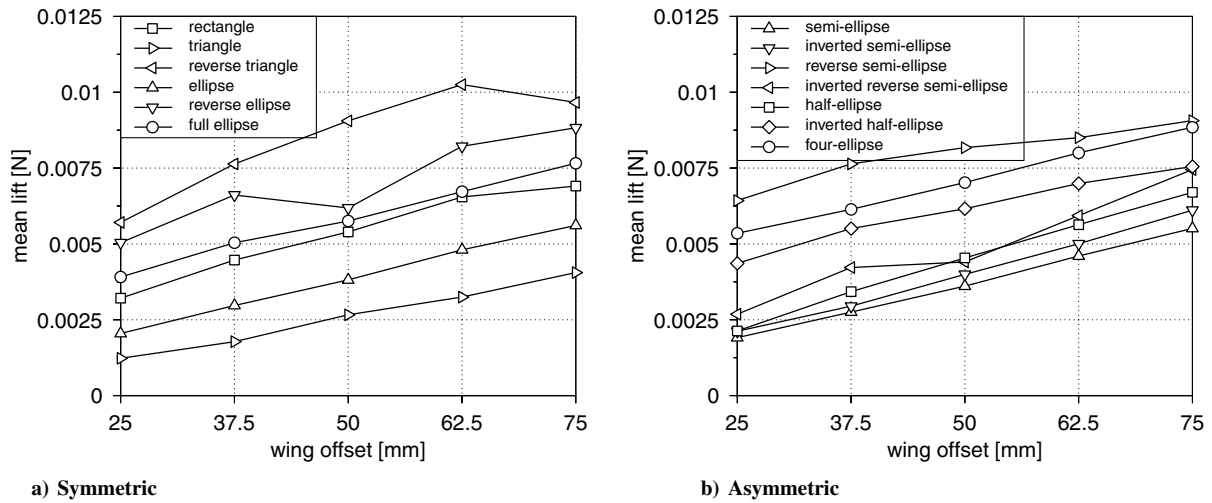 0.0125
0.01
0.0075
0.005
0.0025
0
mean lift [N]
rectangle
triangle
reverse triangle
ellipse
reverse ellipse
full ellipse
25
37.5
50
62.5
75
wing offset [mm]
a) Symmetric
0.0125
0.01
0.0075
0.005
0.0025
0
mean lift [N]
semi-ellipse
inverted semi-ellipse
reverse semi-ellipse
inverted reverse semi-ellipse
half-ellipse
inverted half-ellipse
four-ellipse
25
37.5
50
62.5
75
wing offset [mm]
b) Asymmetric